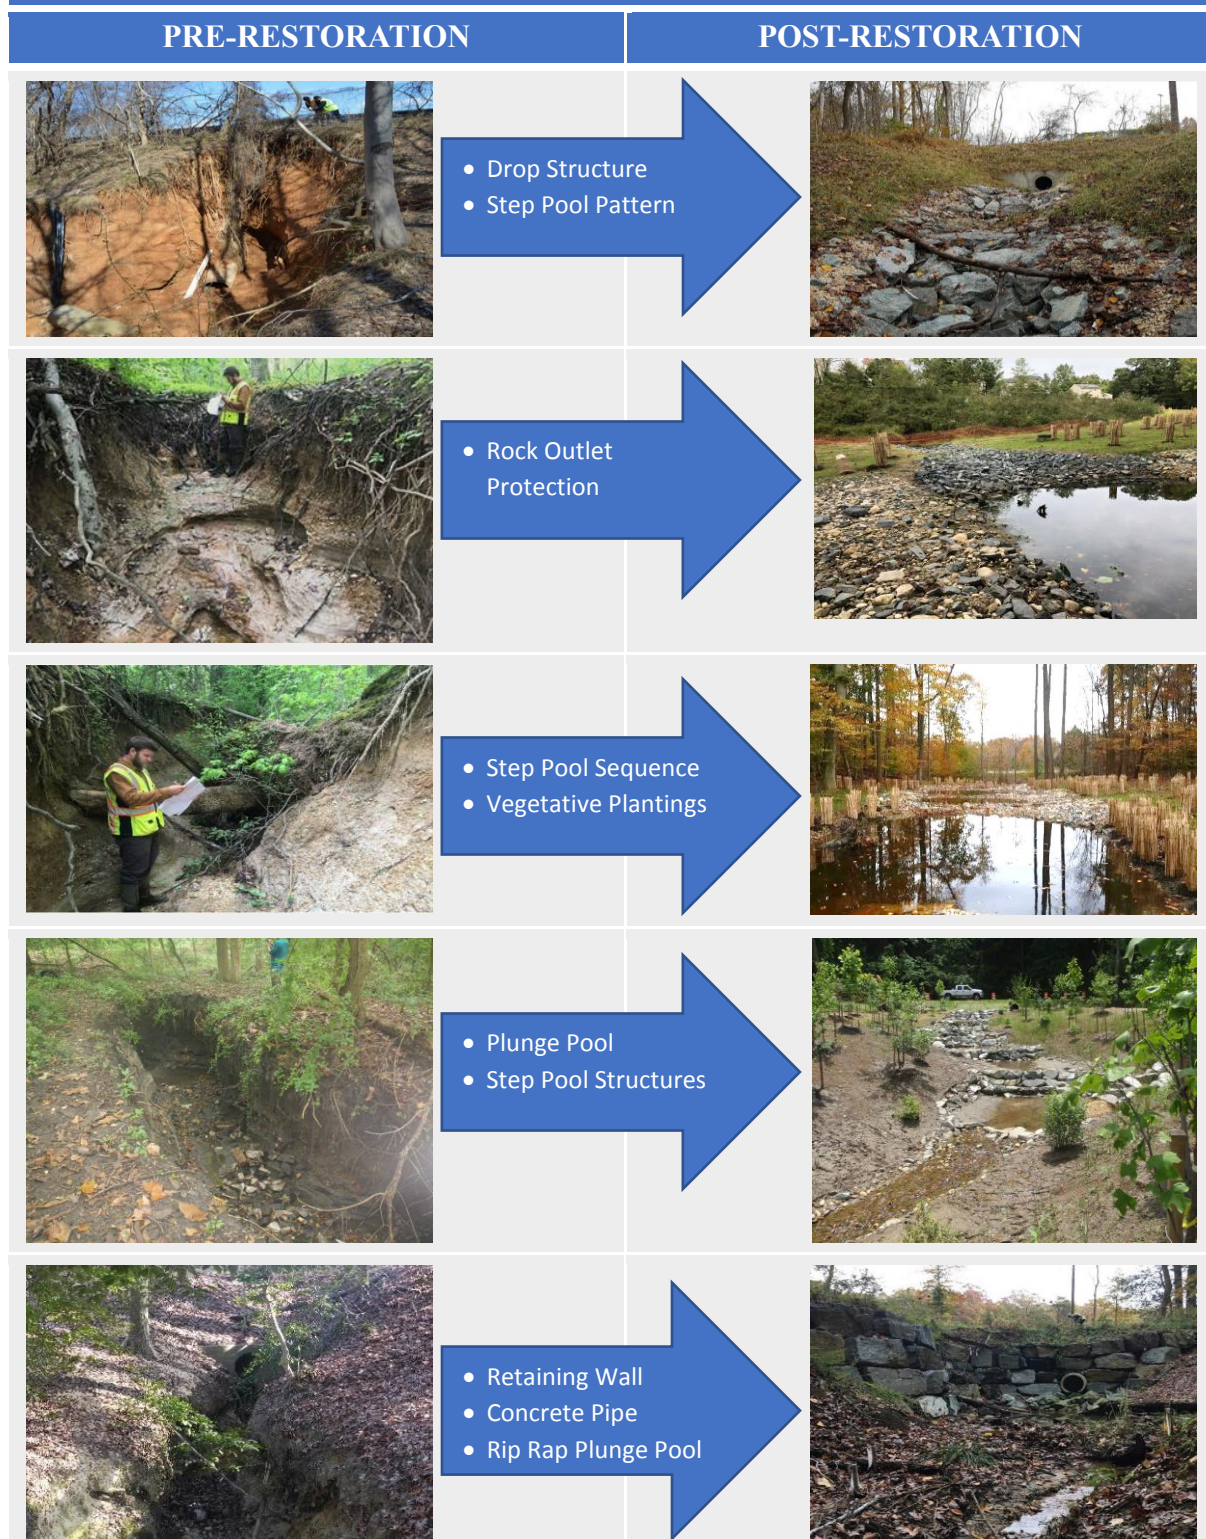 PRE-RESTORATION
POST-RESTORATION
• Drop Structure
• Step Pool Pattern
• Rock Outlet
Protection
• Step Pool Sequence
• Vegetative Plantings
• Plunge Pool
• Step Pool Structures
• Retaining Wall
• Concrete Pipe
• Rip Rap Plunge Pool